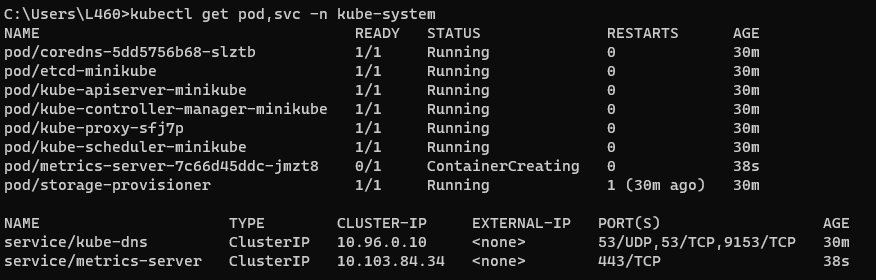 C:\Users\L460>kubectl get pod,svc -n kube-system
NAME                                   READY   STATUS              RESTARTS      AGE
pod/coredns-5dd5756b68-slztb           1/1     Running             0             30m
pod/etcd-minikube                      1/1     Running             0             30m
pod/kube-apiserver-minikube            1/1     Running             0             30m
pod/kube-controller-manager-minikube   1/1     Running             0             30m
pod/kube-proxy-sfj7p                   1/1     Running             0             30m
pod/kube-scheduler-minikube            1/1     Running             0             30m
pod/metrics-server-7c66d45ddc-jmzt8    0/1     ContainerCreating   0             38s
pod/storage-provisioner                1/1     Running             1 (30m ago)   30m
NAME                     TYPE        CLUSTER-IP     EXTERNAL-IP   PORT(S)                  AGE
service/kube-dns         ClusterIP   10.96.0.10     <none>        53/UDP,53/TCP,9153/TCP   30m
service/metrics-server   ClusterIP   10.103.84.34   <none>        443/TCP                  38s